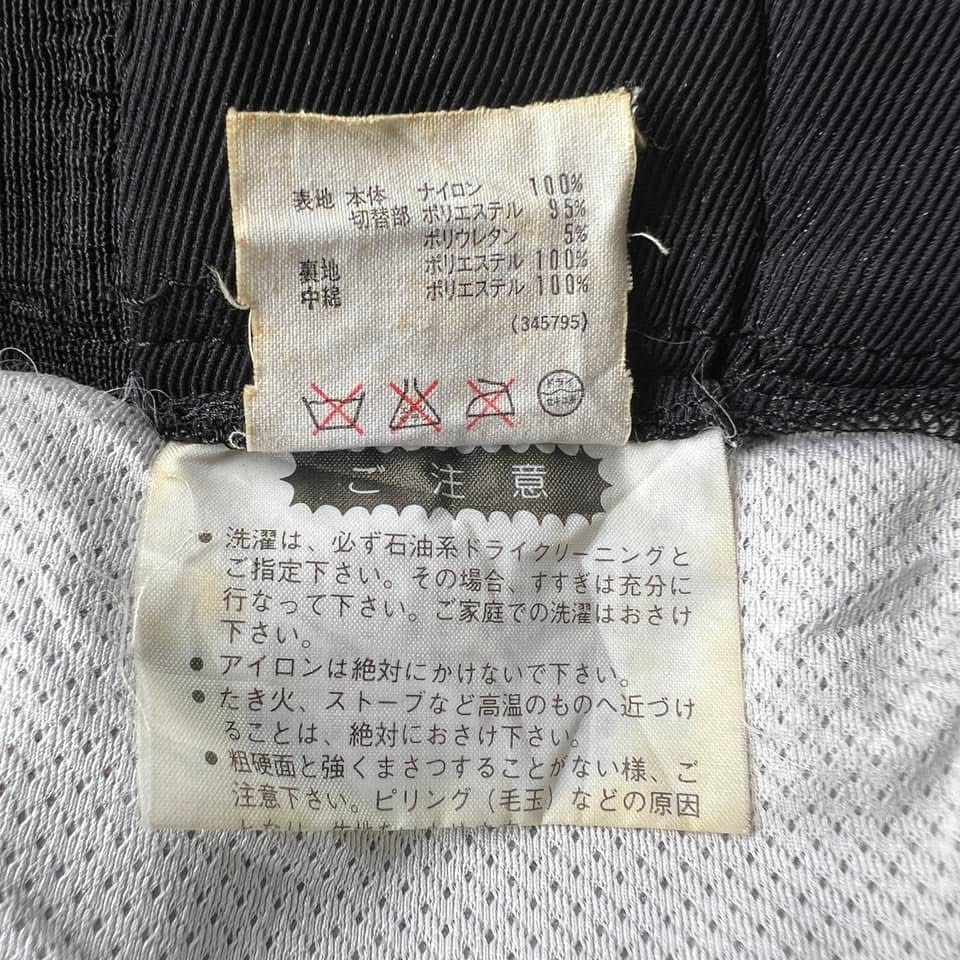 表地 本体 ナイロン 100%
切替部 ポリエステル 95%
ポリウレタン 5%
裏地 ポリエステル 100%
中綿 ポリエステル 100%
(345795)
ドライ
ご注意
● 洗濯は、必ず石油系ドライクリーニングと
ご指定下さい。その場合、すすぎは充分に
行なって下さい。ご家庭での洗濯はおさけ
下さい。
● アイロンは絶対にかけないで下さい。
● たき火、ストーブなど高温のものへ近づけ
ることは、絶対におさけ下さい。
● 粗硬面と強くまさつすることがない様、ご
注意下さい。ピリング(毛玉)などの原因